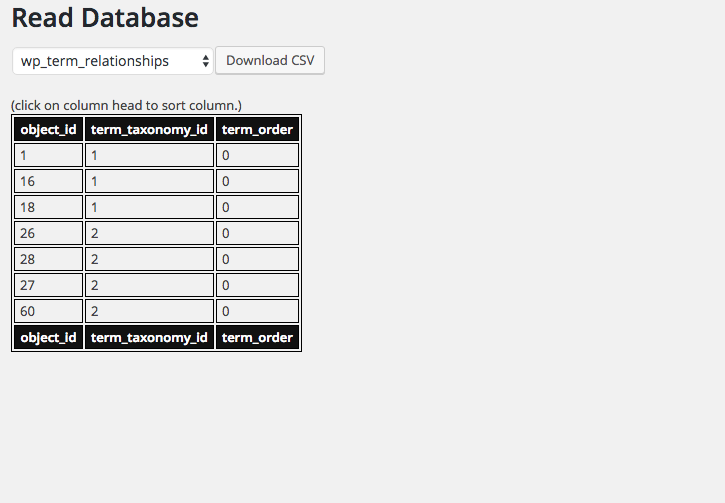 Read Database
wp_term_relationships Download CSV
(click on column head to sort column.)
object_id term_taxonomy_id term_order
1 1 0
16 1 0
18 1 0
26 2 0
28 2 0
27 2 0
60 2 0
object_id term_taxonomy_id term_order